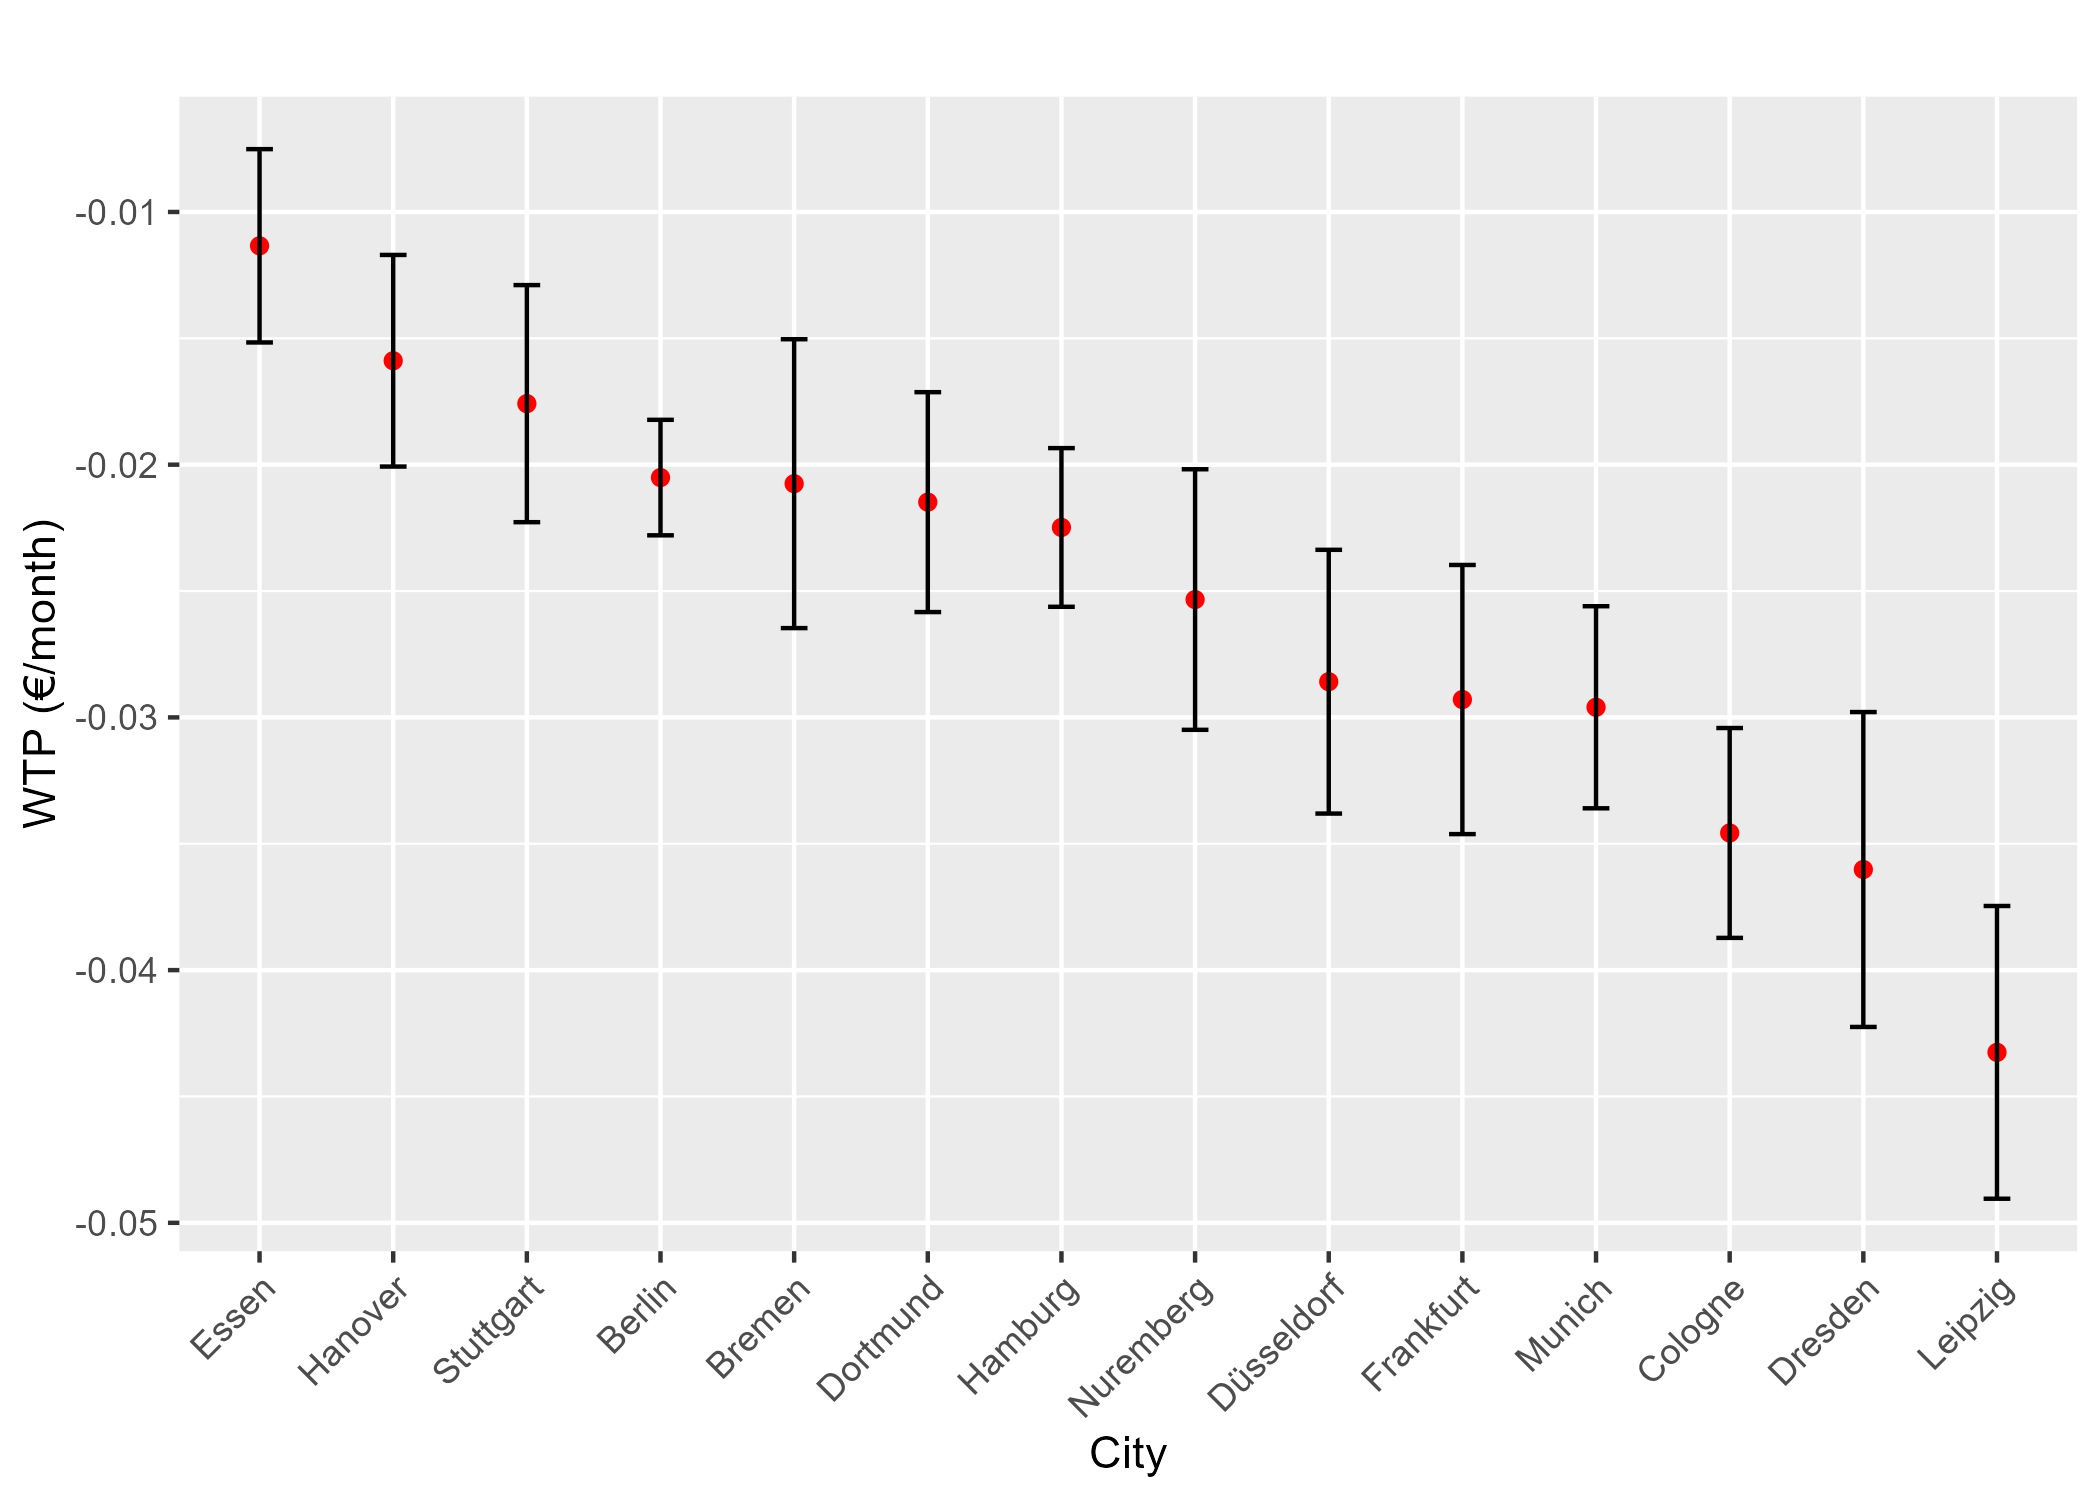 -0.01
-0.02
-0.03
-0.04
-0.05
WTP (€/month)
Essen
Hanover
Stuttgart
Berlin
Bremen
Dortmund
Hamburg
Nuremberg
Düsseldorf
Frankfurt
Munich
Cologne
Dresden
Leipzig
City